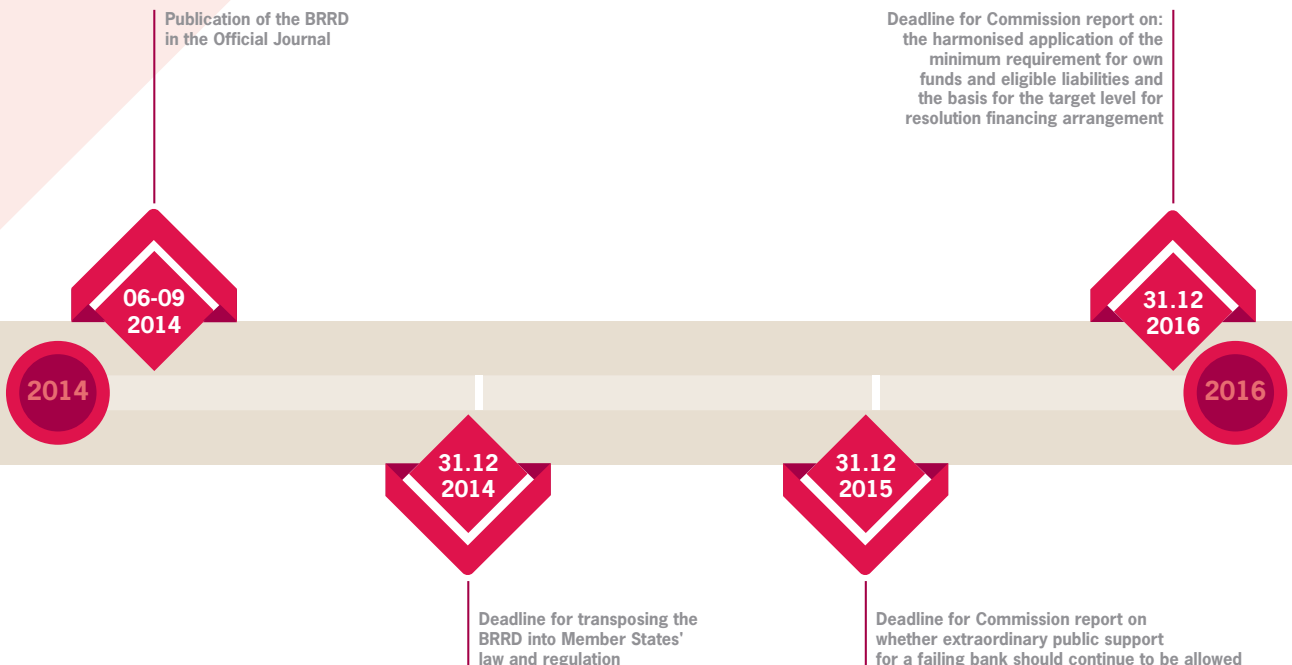 Publication of the BRRD
in the Official Journal
Deadline for Commission report on:
the harmonised application of the
minimum requirement for own
funds and eligible liabilities and
the basis for the target level for
resolution financing arrangement
06-09
2014
31.12
2016
2014
2016
31.12
2014
31.12
2015
Deadline for transposing the
BRRD into Member States’
law and regulation
Deadline for Commission report on
whether extraordinary public support
for a failing bank should continue to be allowed